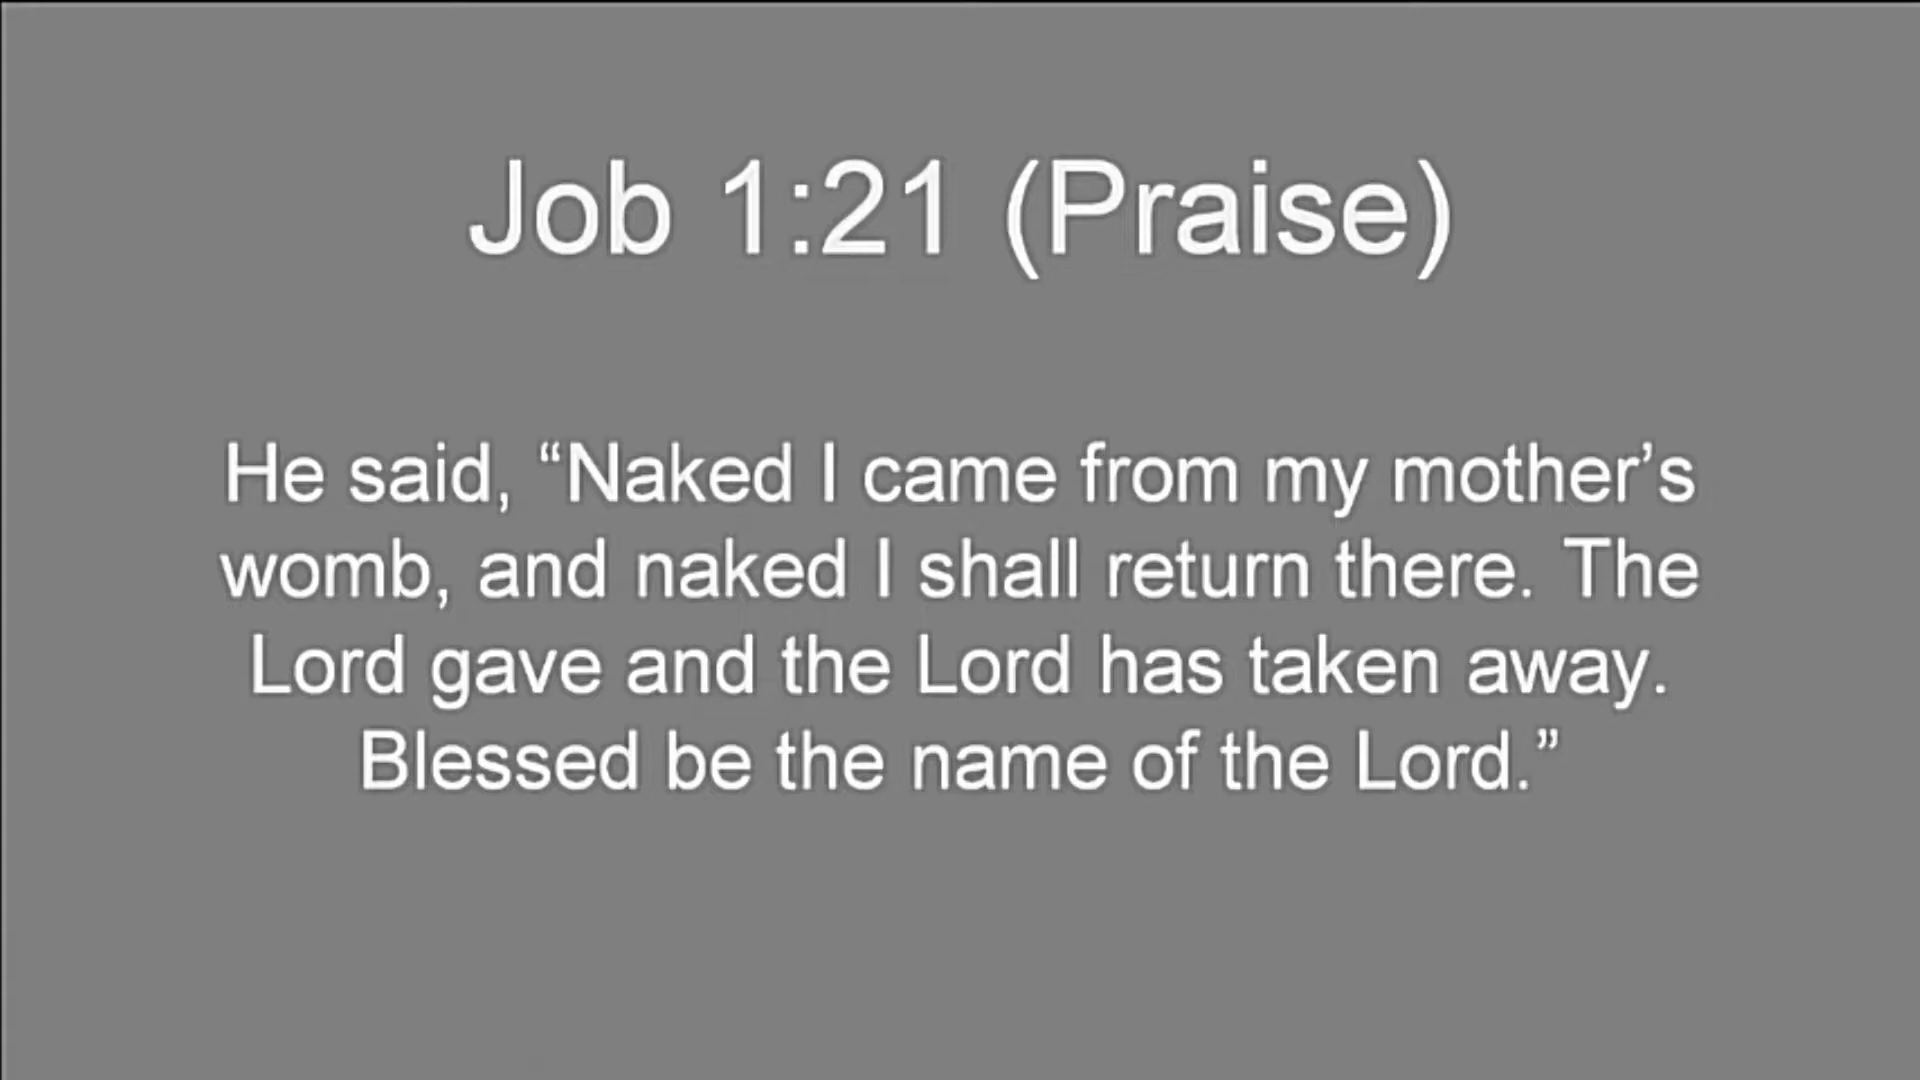 Job 1:21 (Praise)
He said, “Naked I came from my mother’s
womb, and naked I shall return there. The
Lord gave and the Lord has taken away.
Blessed be the name of the Lord.”